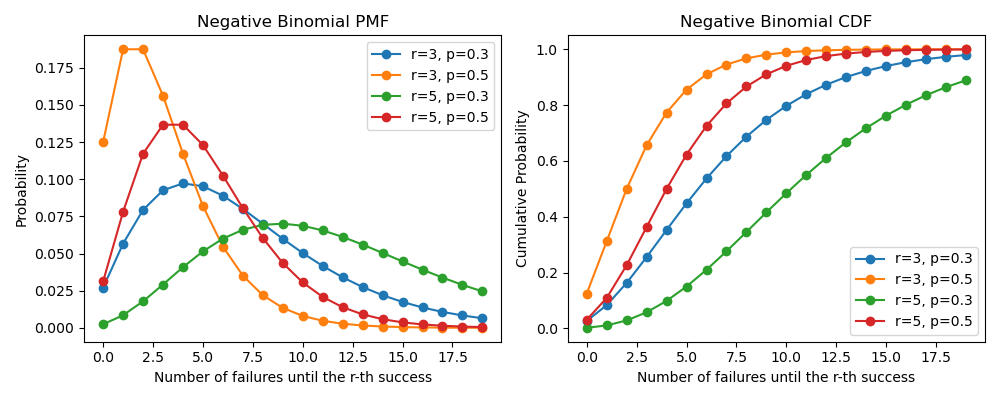 Negative Binomial PMF
Probability
0.175
0.150
0.125
0.100
0.075
0.050
0.025
0.000
r=3, p=0.3
r=3, p=0.5
r=5, p=0.3
r=5, p=0.5
0.0 2.5 5.0 7.5 10.0 12.5 15.0 17.5
Number of failures until the r-th success
Negative Binomial CDF
Cumulative Probability
1.0
0.8
0.6
0.4
0.2
0.0
r=3, p=0.3
r=3, p=0.5
r=5, p=0.3
r=5, p=0.5
0.0 2.5 5.0 7.5 10.0 12.5 15.0 17.5
Number of failures until the r-th success